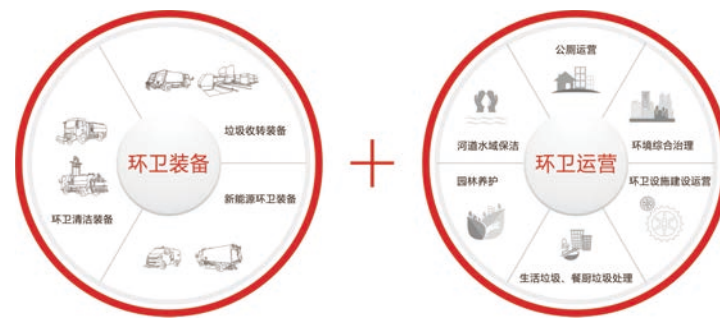 环卫装备
垃圾收转装备
新能源环卫装备
环卫清洁装备
+
环卫运营
公厕运营
环境综合治理
环卫设施建设运营
生活垃圾、餐厨垃圾处理
园林养护
河道水域保洁